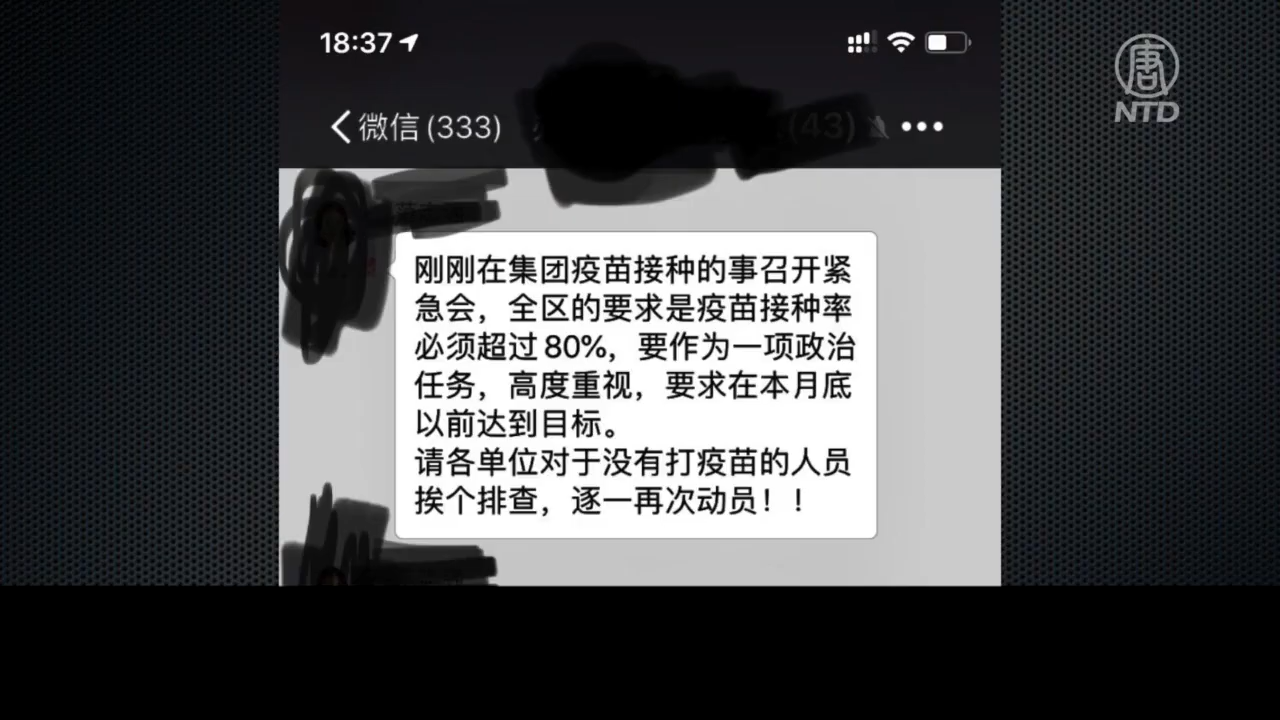 18:37
唐
NTD
微信(333)
(43)
刚刚在集团疫苗接种的事召开紧
急会，全区的要求是疫苗接种率
必须超过80%，要作为一项政治
任务，高度重视，要求在本月底
以前达到目标。
请各单位对于没有打疫苗的人员
挨个排查，逐一再次动员！！